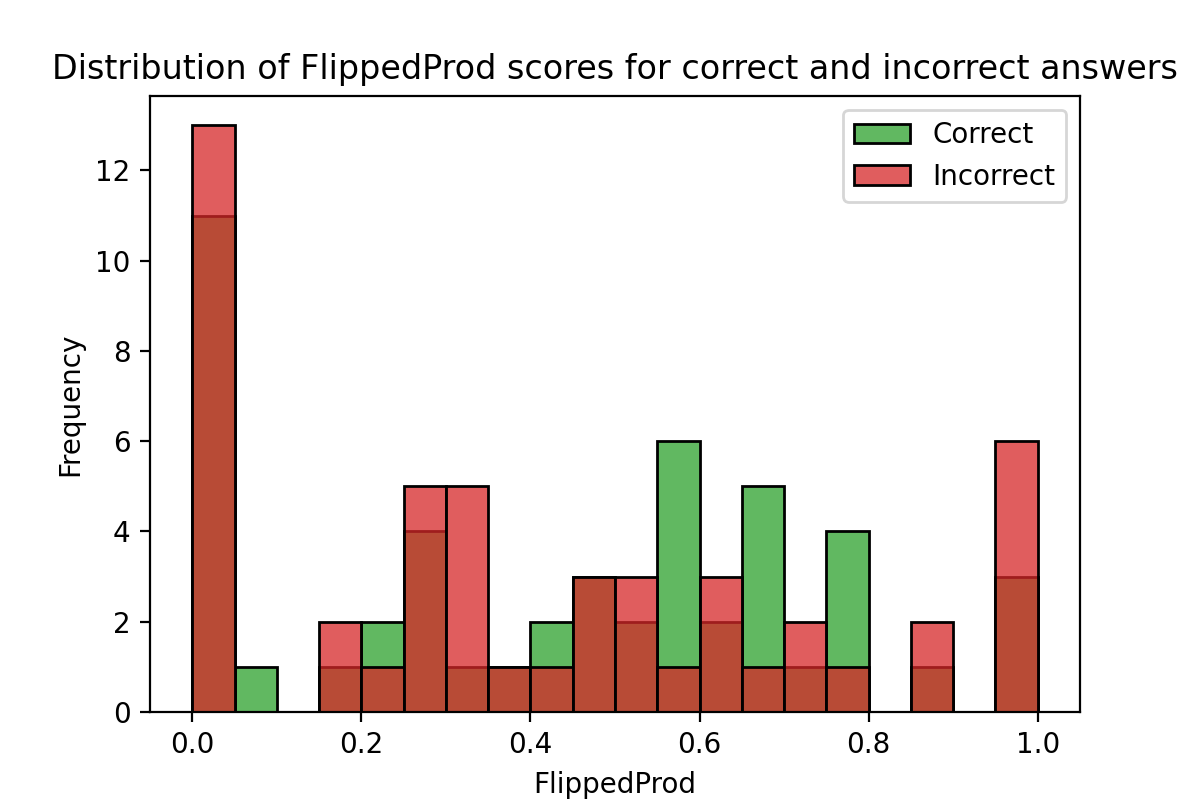 Distribution of FlippedProd scores for correct and incorrect answers
Correct
Incorrect
12
10
8
6
4
2
0
Frequency
0.0 0.2 0.4 0.6 0.8 1.0
FlippedProd